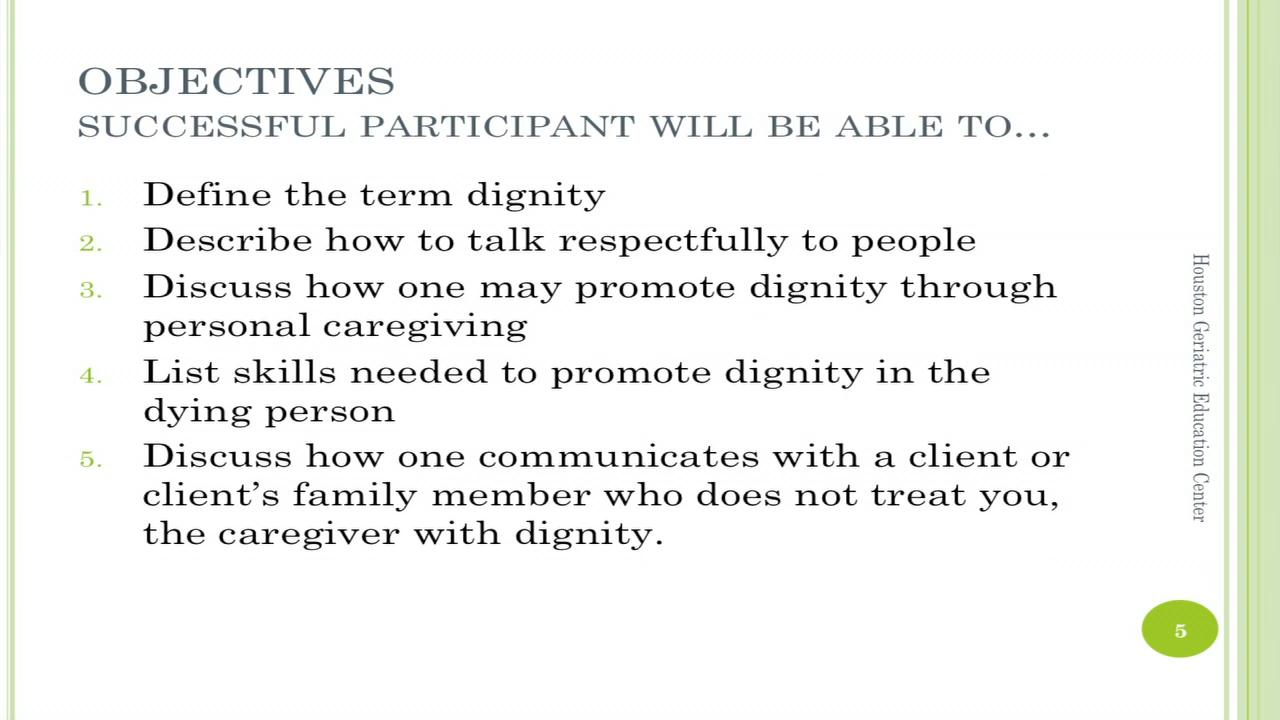 OBJECTIVES
SUCCESSFUL PARTICIPANT WILL BE ABLE TO...
1. Define the term dignity
2. Describe how to talk respectfully to people
3. Discuss how one may promote dignity through
personal caregiving
4. List skills needed to promote dignity in the
dying person
5. Discuss how one communicates with a client or
client’s family member who does not treat you,
the caregiver with dignity.
Houston Geriatric Education Center
5